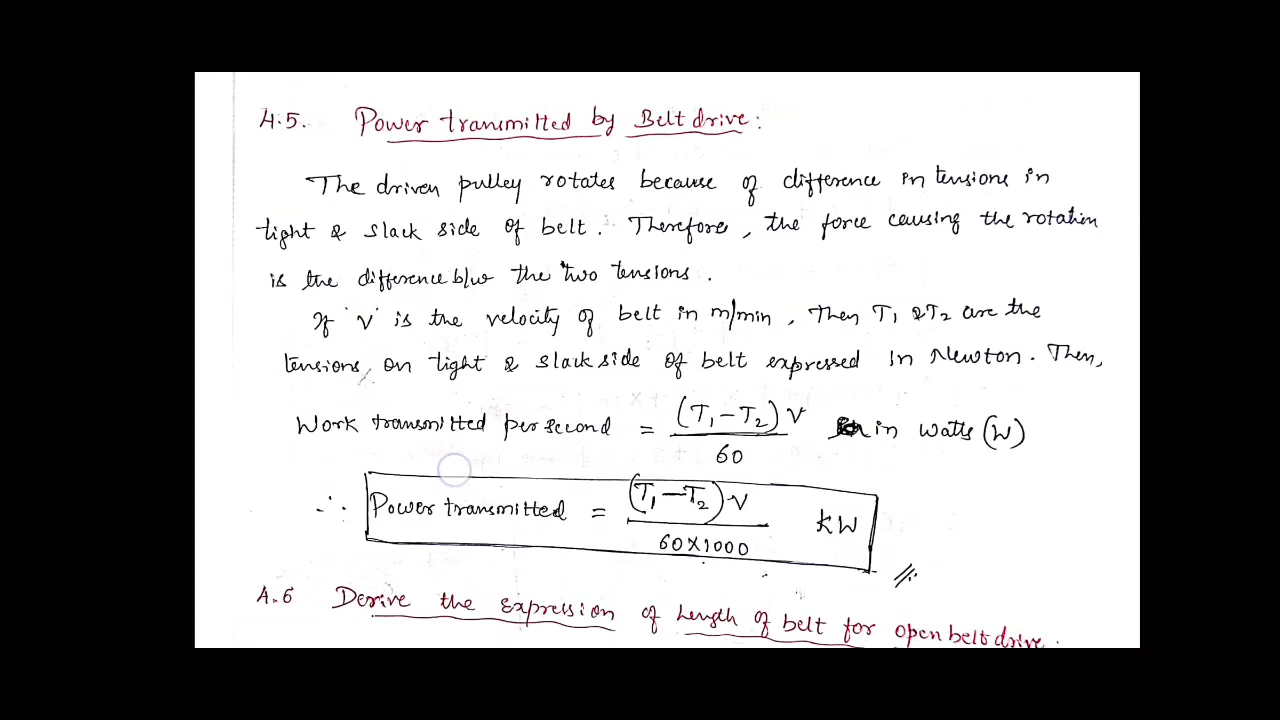 4.5. Power transmitted by Belt drive:
The driven pulley rotates because of difference in tensions in
tight & slack side of belt. Therefore, the force causing the rotation
is the difference b/w the two tensions.
If 'V' is the velocity of belt in m/min, Then T₁ & T₂ are the
tensions, on tight & slack side of belt expressed in Newton. Then,
Work transmitted per second = (T₁ - T₂) V / 60 in watts (W)
∴ Power transmitted = (T₁ - T₂) V / 60 X 1000 kW
4.6 Derive the expression of length of belt for open belt drive.